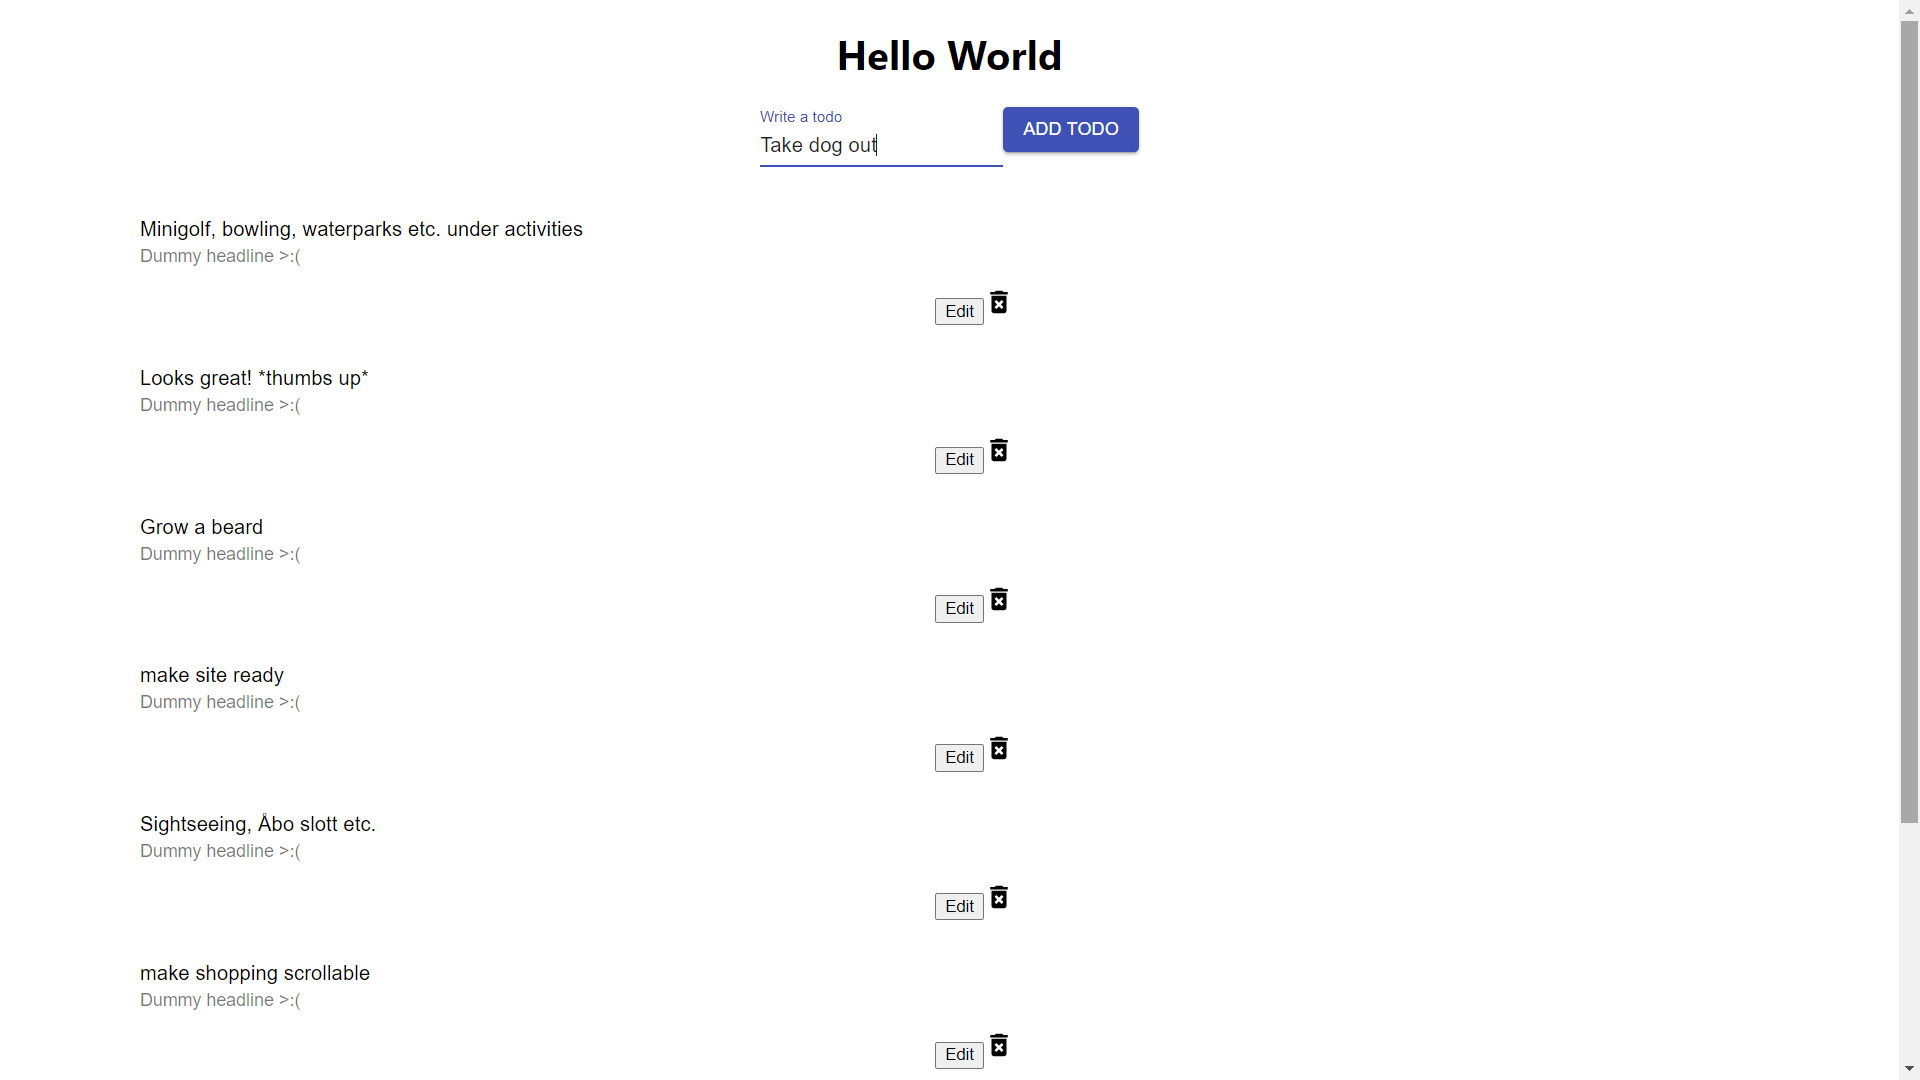 Hello World
Write a todo
Take dog out
ADD TODO
Minigolf, bowling, waterparks etc. under activities
Dummy headline >:(
Edit
Looks great! *thumbs up*
Dummy headline >:(
Edit
Grow a beard
Dummy headline >:(
Edit
make site ready
Dummy headline >:(
Edit
Sightseeing, Åbo slott etc.
Dummy headline >:(
Edit
make shopping scrollable
Dummy headline >:(
Edit